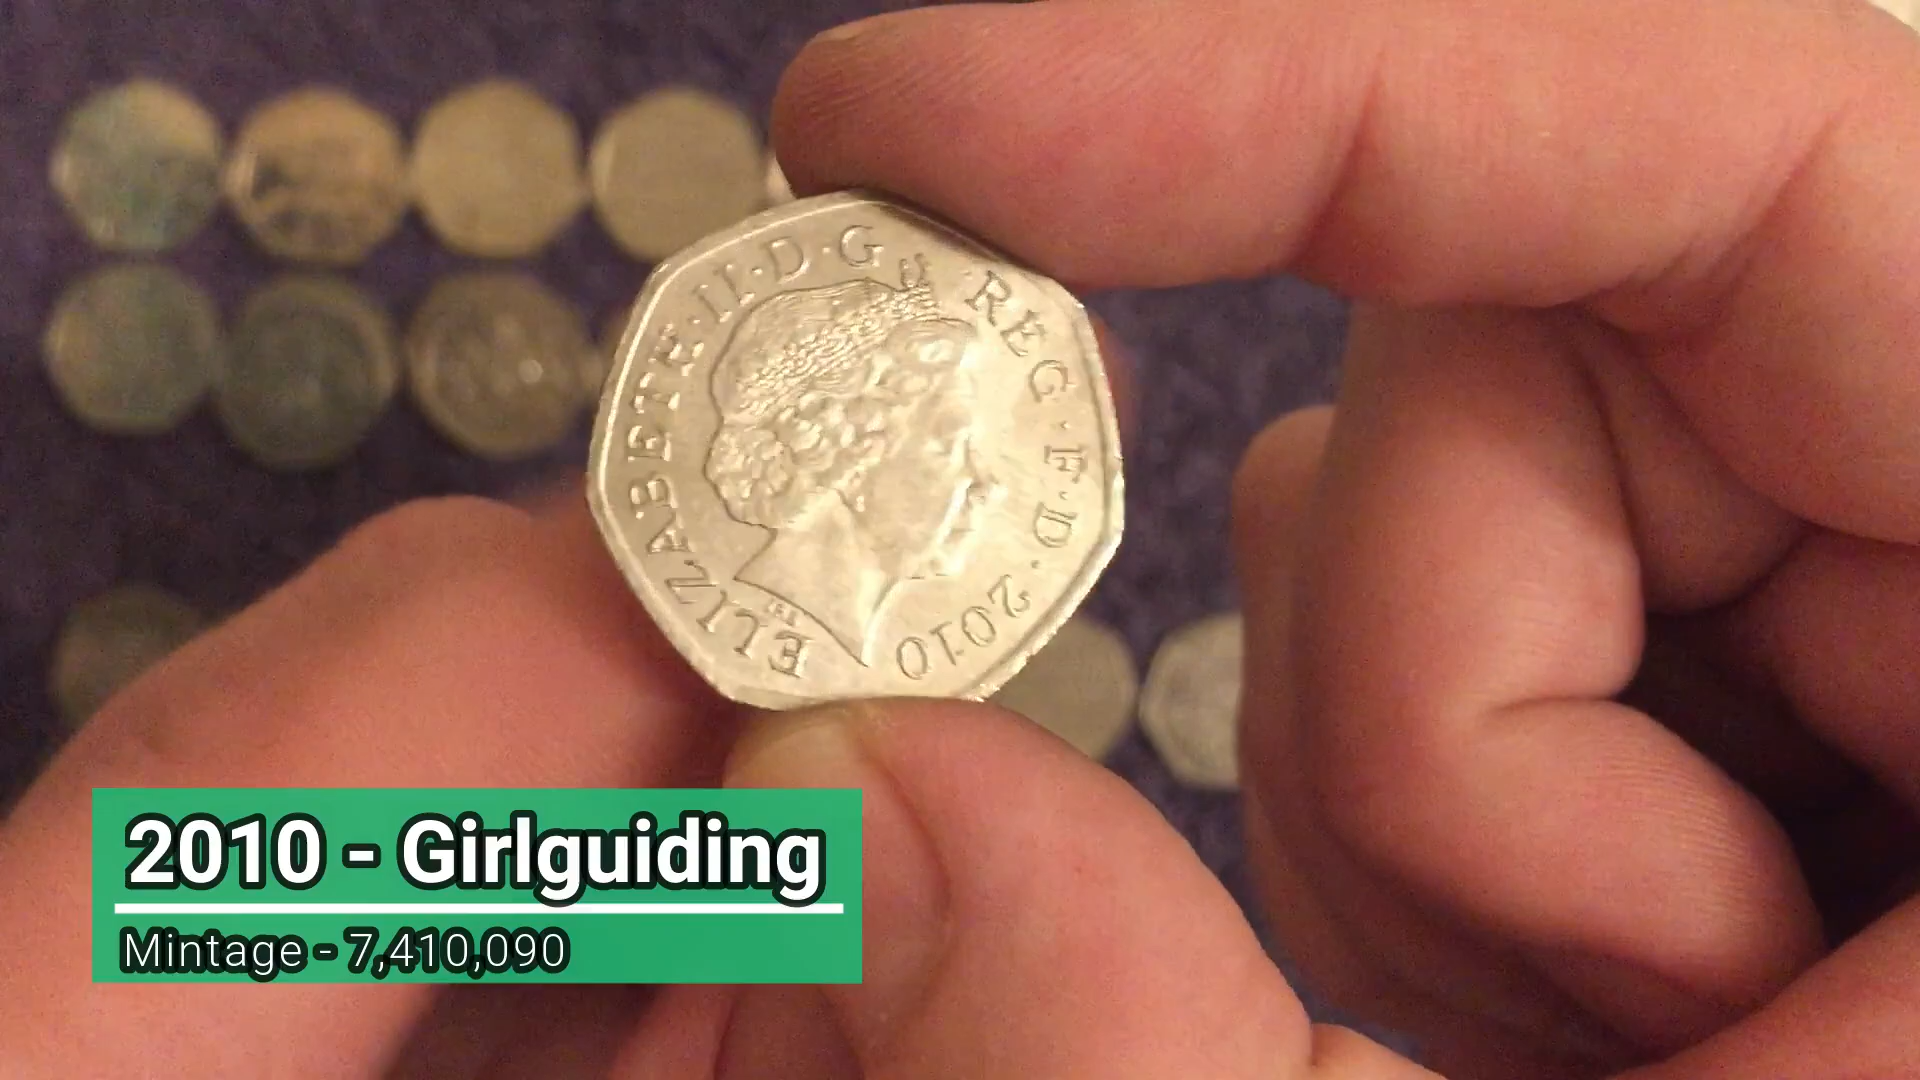 ELIZABETH·II·D·G REG·F·D·2010
IRB
2010 - Girlguiding
Mintage - 7,410,090